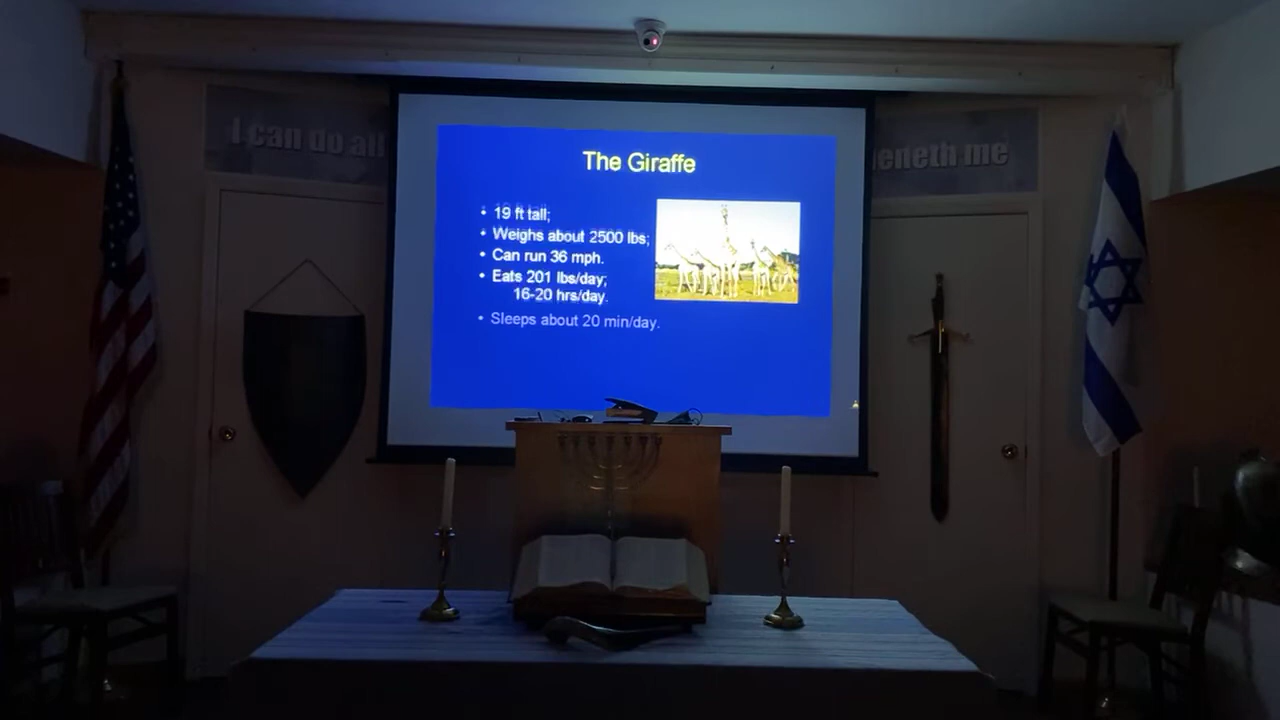 I can do all
eneth me
The Giraffe
• 19 ft tall;
• Weighs about 2500 lbs;
• Can run 36 mph.
• Eats 201 lbs/day;
16-20 hrs/day.
• Sleeps about 20 min/day.